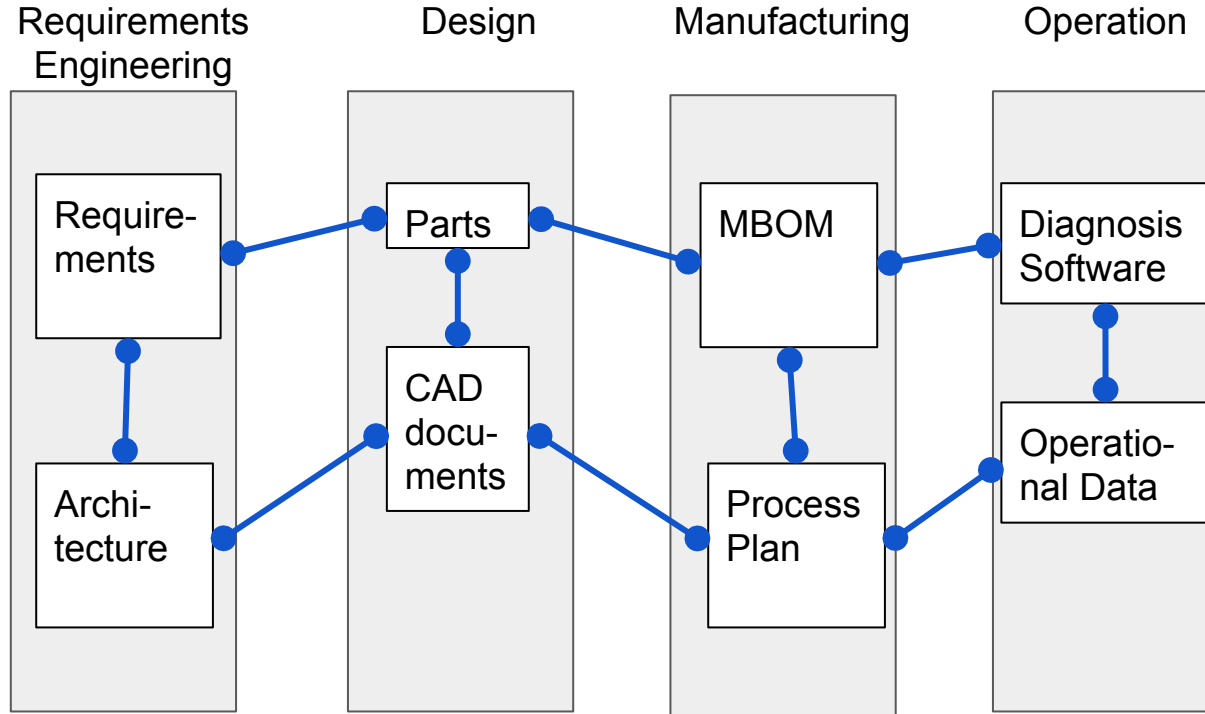 Requirements
Engineering
Design
Manufacturing
Operation
Require-
ments
Archi-
tecture
Parts
CAD
docu-
ments
MBOM
Process
Plan
Diagnosis
Software
Operatio-
nal Data